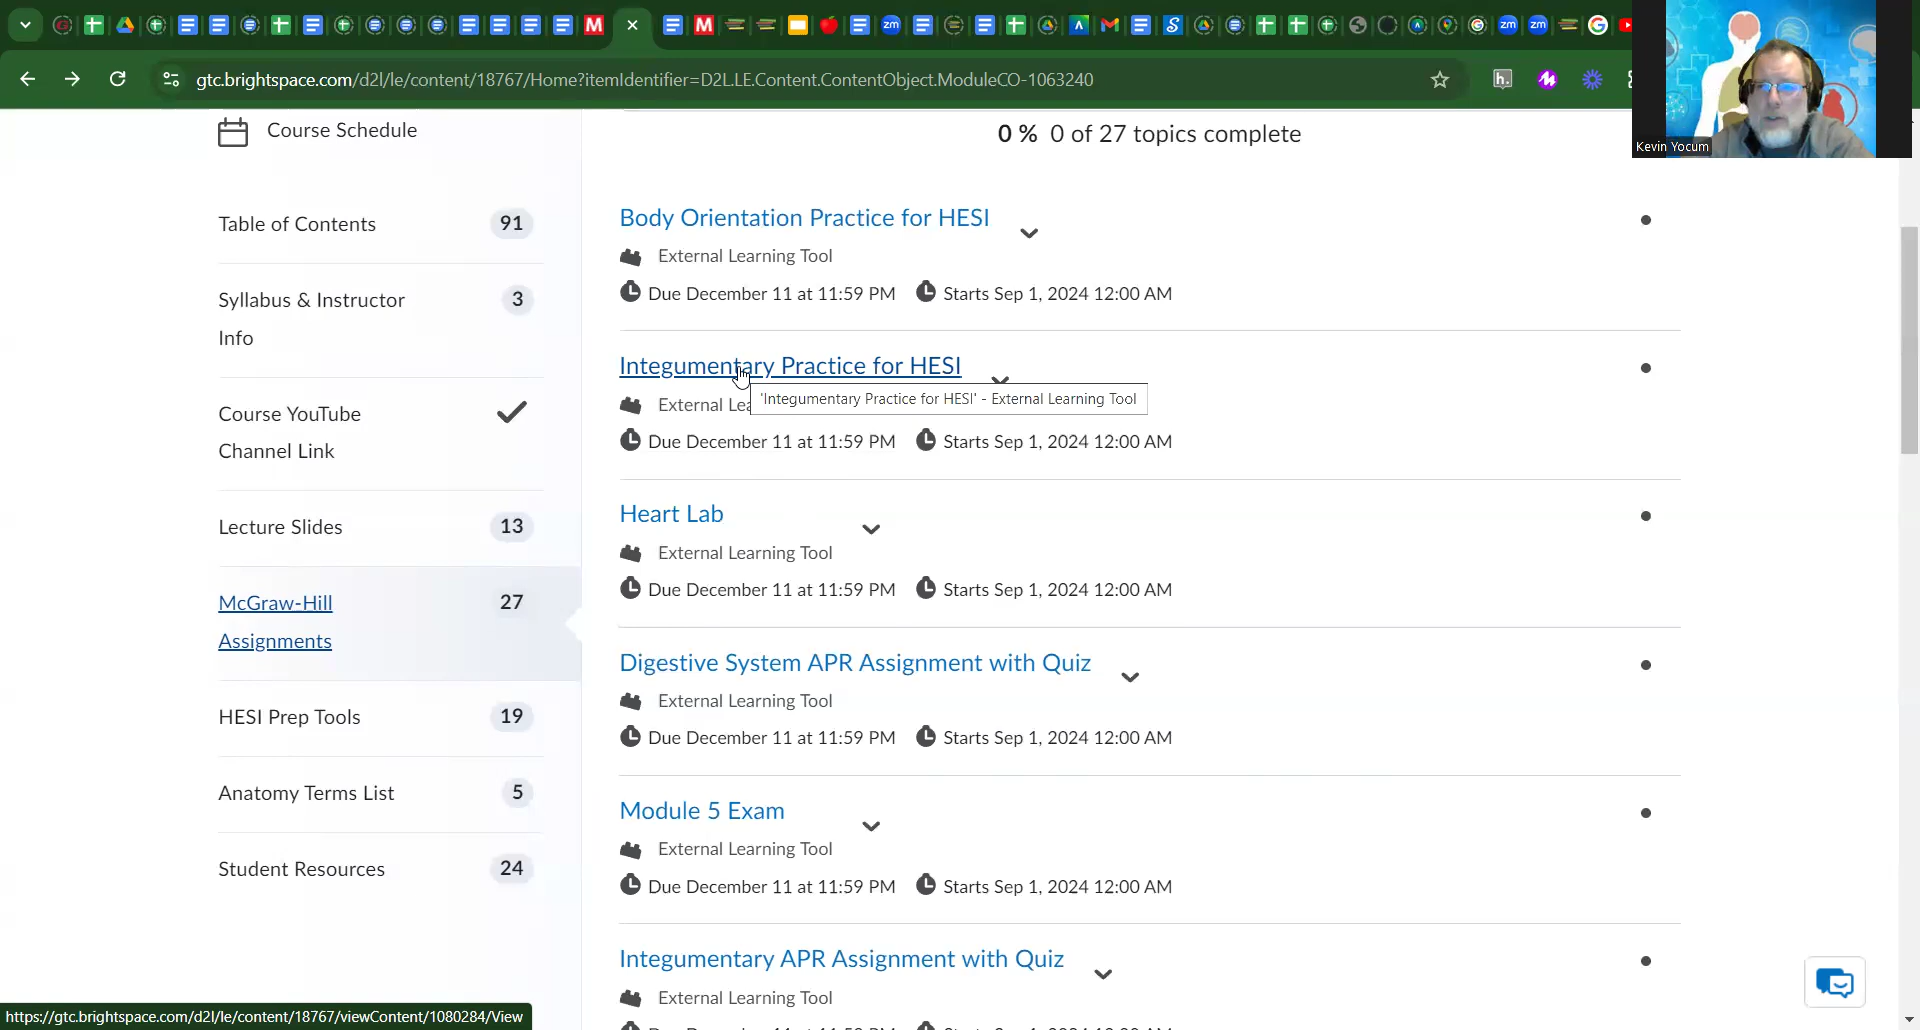 gtc.brightspace.com/d2l/le/content/18767/Home?itemIdentifier=D2L.LE.Content.ContentObject.ModuleCO-1063240
Kevin Yocum
Course Schedule
Table of Contents 91
Syllabus & Instructor
Info
3
Course YouTube
Channel Link
Lecture Slides 13
McGraw-Hill
Assignments
27
HESI Prep Tools 19
Anatomy Terms List 5
Student Resources 24
0 % 0 of 27 topics complete
Body Orientation Practice for HESI
External Learning Tool
Due December 11 at 11:59 PM Starts Sep 1, 2024 12:00 AM
Integumentary Practice for HESI
External Lea
'Integumentary Practice for HESI' - External Learning Tool
Due December 11 at 11:59 PM Starts Sep 1, 2024 12:00 AM
Heart Lab
External Learning Tool
Due December 11 at 11:59 PM Starts Sep 1, 2024 12:00 AM
Digestive System APR Assignment with Quiz
External Learning Tool
Due December 11 at 11:59 PM Starts Sep 1, 2024 12:00 AM
Module 5 Exam
External Learning Tool
Due December 11 at 11:59 PM Starts Sep 1, 2024 12:00 AM
Integumentary APR Assignment with Quiz
External Learning Tool
https://gtc.brightspace.com/d2l/le/content/18767/viewContent/1080284/View